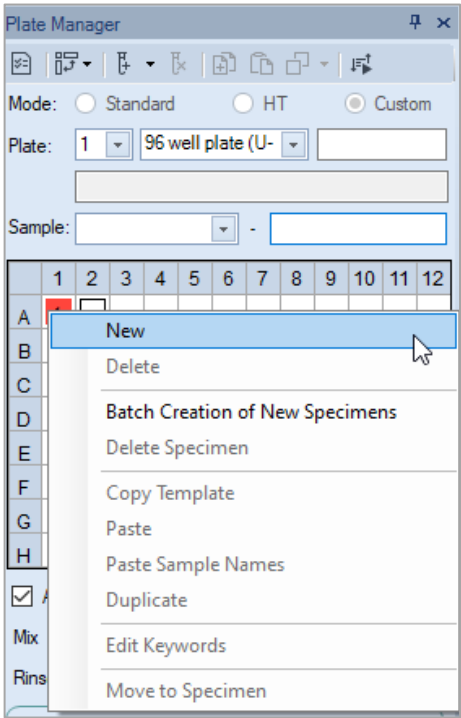 Plate Manager
Mode: Standard HT Custom
Plate: 1 96 well plate (U-
Sample: -
1 2 3 4 5 6 7 8 9 10 11 12
A
B
C
D
E
F
G
H
New
Delete
Batch Creation of New Specimens
Delete Specimen
Copy Template
Paste
Paste Sample Names
Duplicate
Edit Keywords
Move to Specimen
Mix
Rins